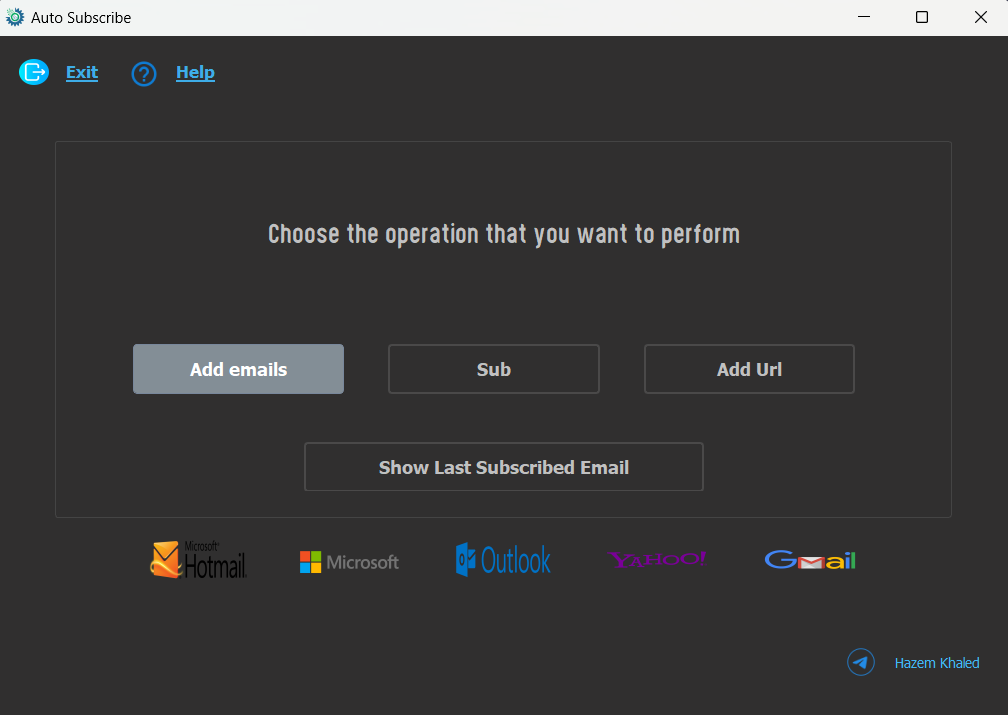 Auto Subscribe
Exit
Help
Choose the operation that you want to perform
Add emails
Sub
Add Url
Show Last Subscribed Email
Microsoft®
Hotmail
Microsoft
Outlook
YAHOO!
GMail
Hazem Khaled